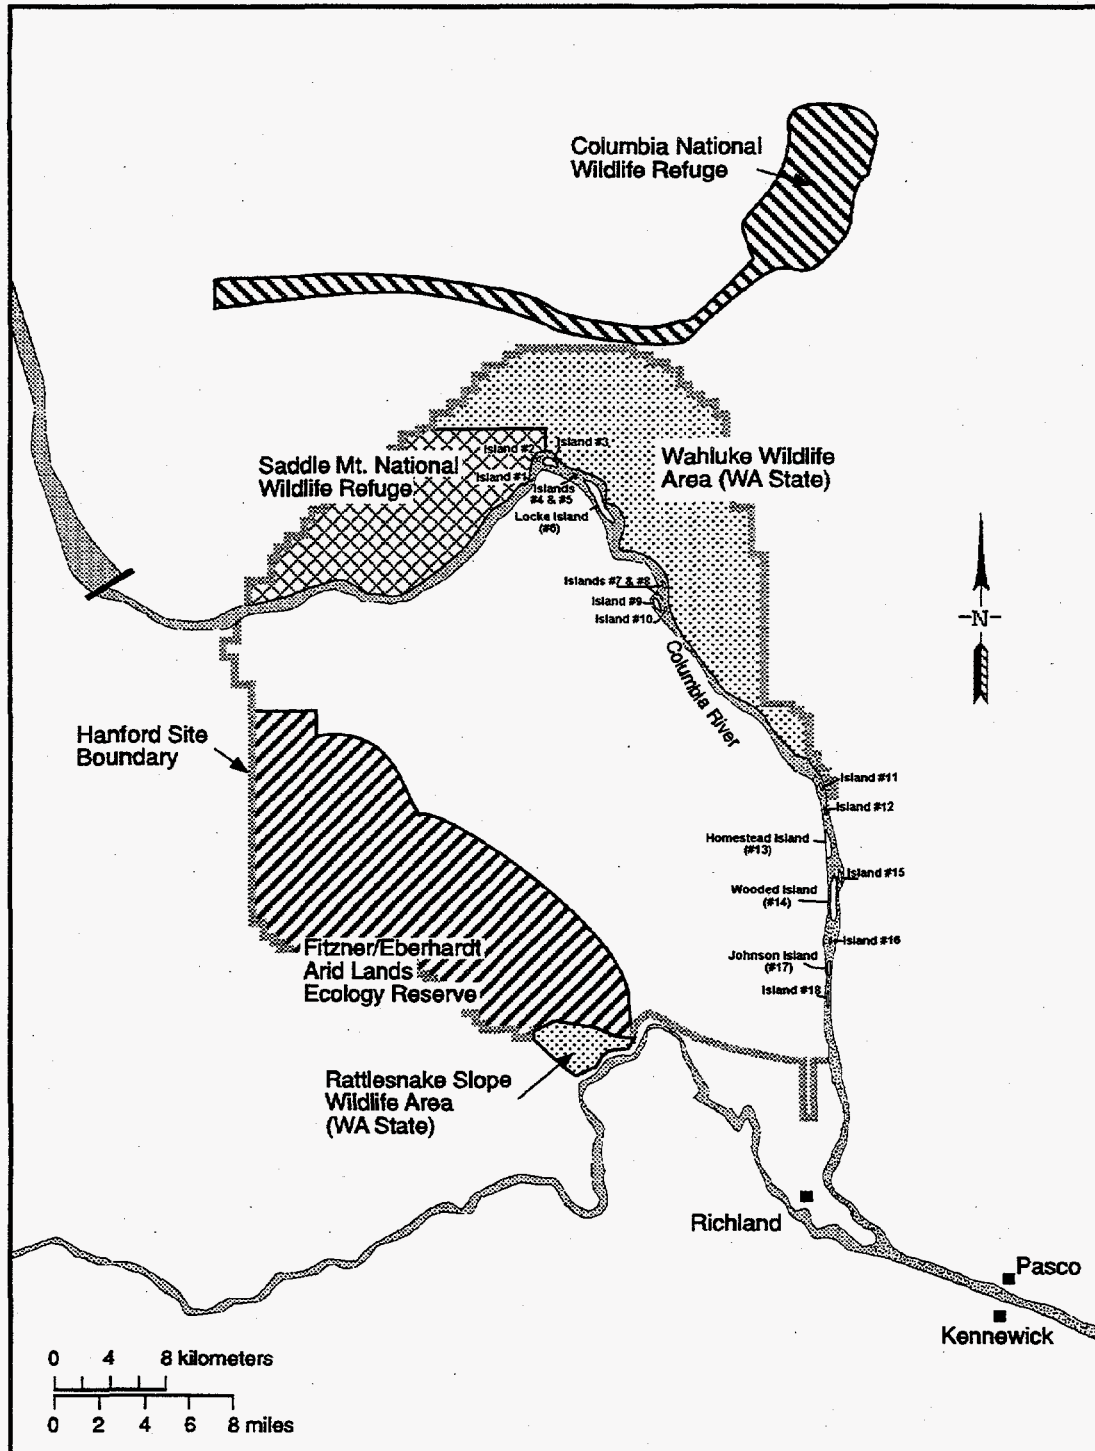 Columbia National
Wildlife Refuge
Island #3
Island #2
Saddle Mt. National
Wildlife Refuge
Island #1
Islands
#4 & #5
Locke Island
(#6)
Wahluke Wildlife
Area (WA State)
Islands #7 & #8
Island #9
Island #10
Columbia River
N
Hanford Site
Boundary
Island #11
Island #12
Homestead Island
(#13)
Island #15
Wooded Island
(#14)
Island #16
Johnson Island
(#17)
Island #18
Fitzner/Eberhardt
Arid Lands
Ecology Reserve
Rattlesnake Slope
Wildlife Area
(WA State)
Richland
Pasco
Kennewick
0 4 8 kilometers
0 2 4 6 8 miles